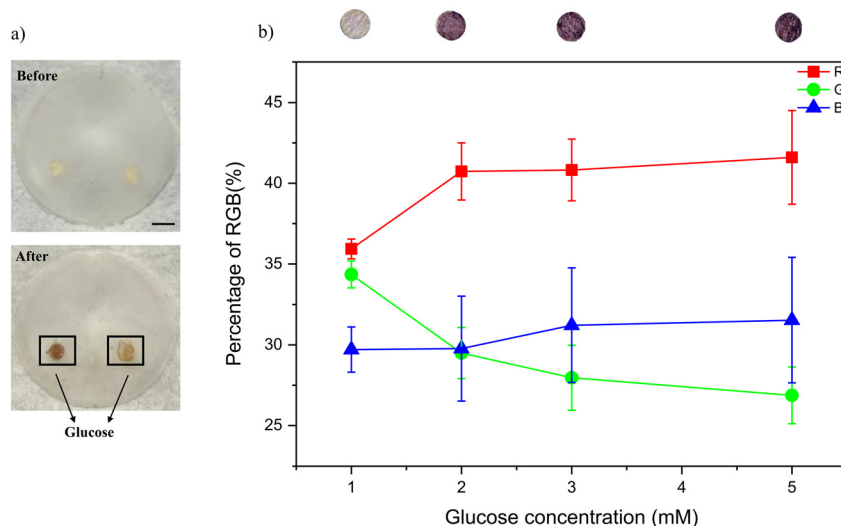 a)
Before
After
Glucose
b)
R
G
B
45
40
35
30
25
Percentage of RGB(%)
1 2 3 4 5
Glucose concentration (mM)